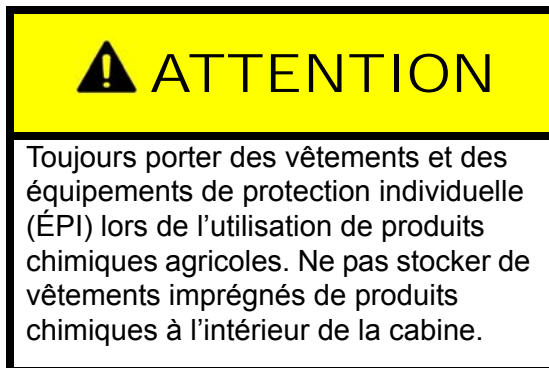 ATTENTION
Toujours porter des vêtements et des
équipements de protection individuelle
(ÉPI) lors de l’utilisation de produits
chimiques agricoles. Ne pas stocker de
vêtements imprégnés de produits
chimiques à l’intérieur de la cabine.